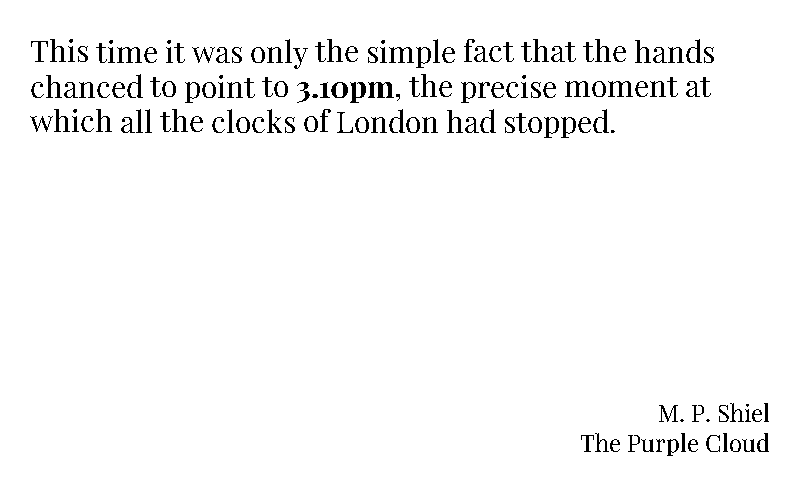 This time it was only the simple fact that the hands
chanced to point to 3.10pm, the precise moment at
which all the clocks of London had stopped.
M. P. Shiel
The Purple Cloud